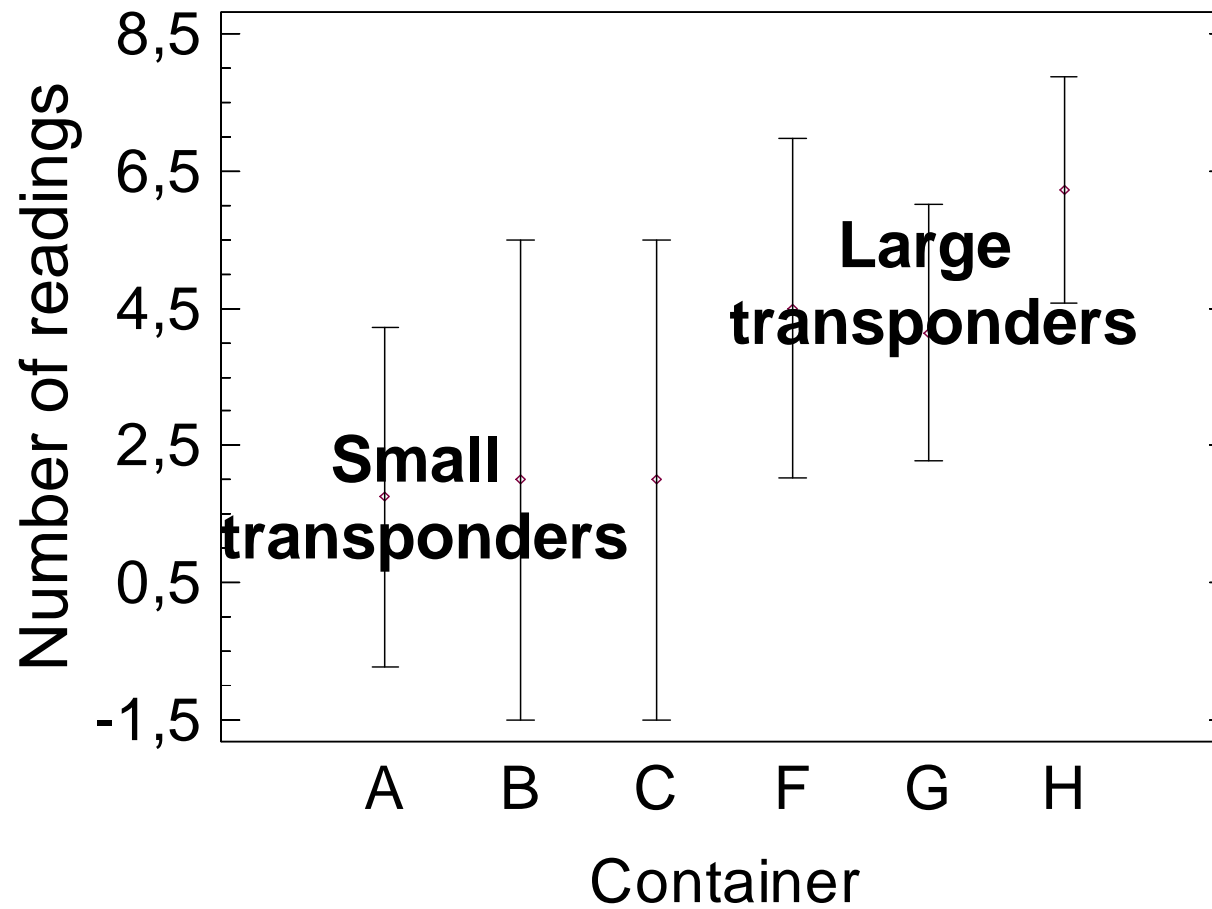 Number of readings
8,5
6,5
4,5
2,5
0,5
-1,5
Large
transponders
Small
transponders
A B C F G H
Container